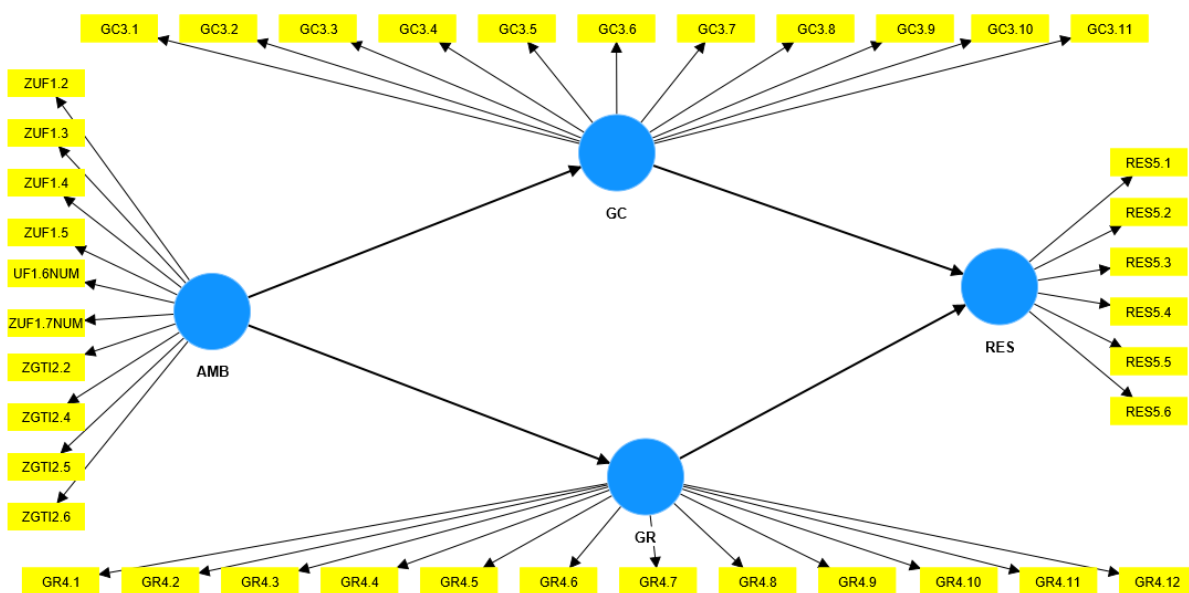 GC3.1
GC3.2
GC3.3
GC3.4
GC3.5
GC3.6
GC3.7
GC3.8
GC3.9
GC3.10
GC3.11
ZUF1.2
ZUF1.3
ZUF1.4
ZUF1.5
UF1.6NUM
ZUF1.7NUM
ZGTI2.2
ZGTI2.4
ZGTI2.5
ZGTI2.6
AMB
GC
RES5.1
RES5.2
RES5.3
RES5.4
RES5.5
RES5.6
RES
GR
GR4.1
GR4.2
GR4.3
GR4.4
GR4.5
GR4.6
GR4.7
GR4.8
GR4.9
GR4.10
GR4.11
GR4.12